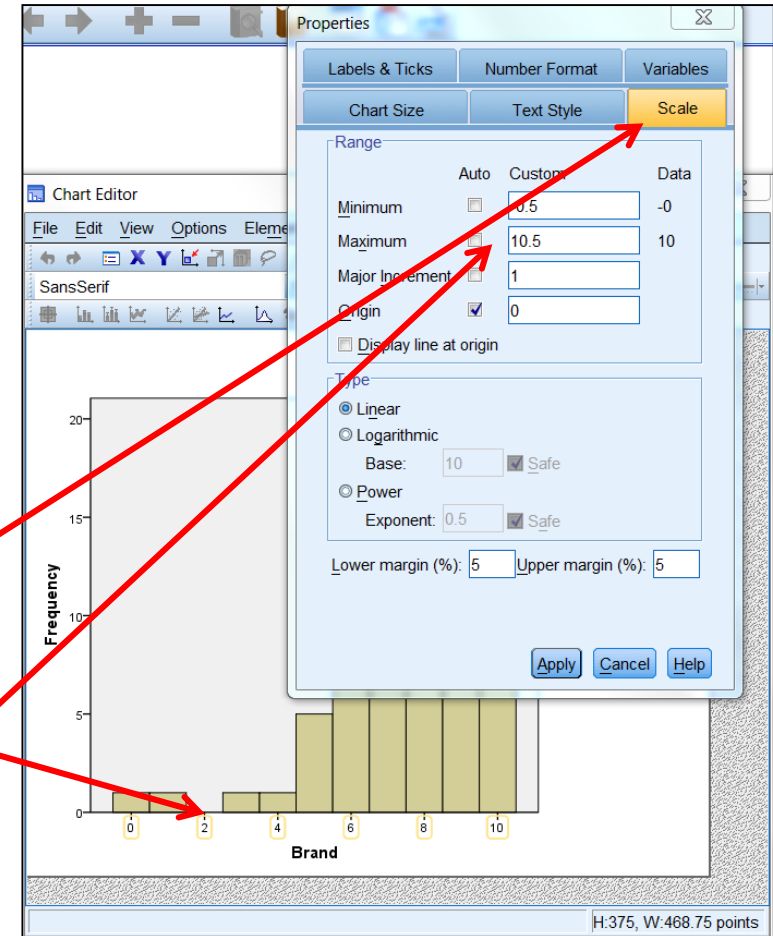 Properties
Labels & Ticks Number Format Variables
Chart Size Text Style Scale
Range
Auto Custom Data
Minimum -0
Maximum 10.5 10
Major Increment 1
Origin 0
Display line at origin
Type
Linear
Logarithmic
Base: 10 Safe
Power
Exponent: 0.5 Safe
Lower margin (%): 5 Upper margin (%): 5
Apply Cancel Help
Chart Editor
File Edit View Options
X Y
SansSerif
20
15
10
5
0
Frequency
0 2 4 6 8 10
Brand
H:375, W:468.75 points